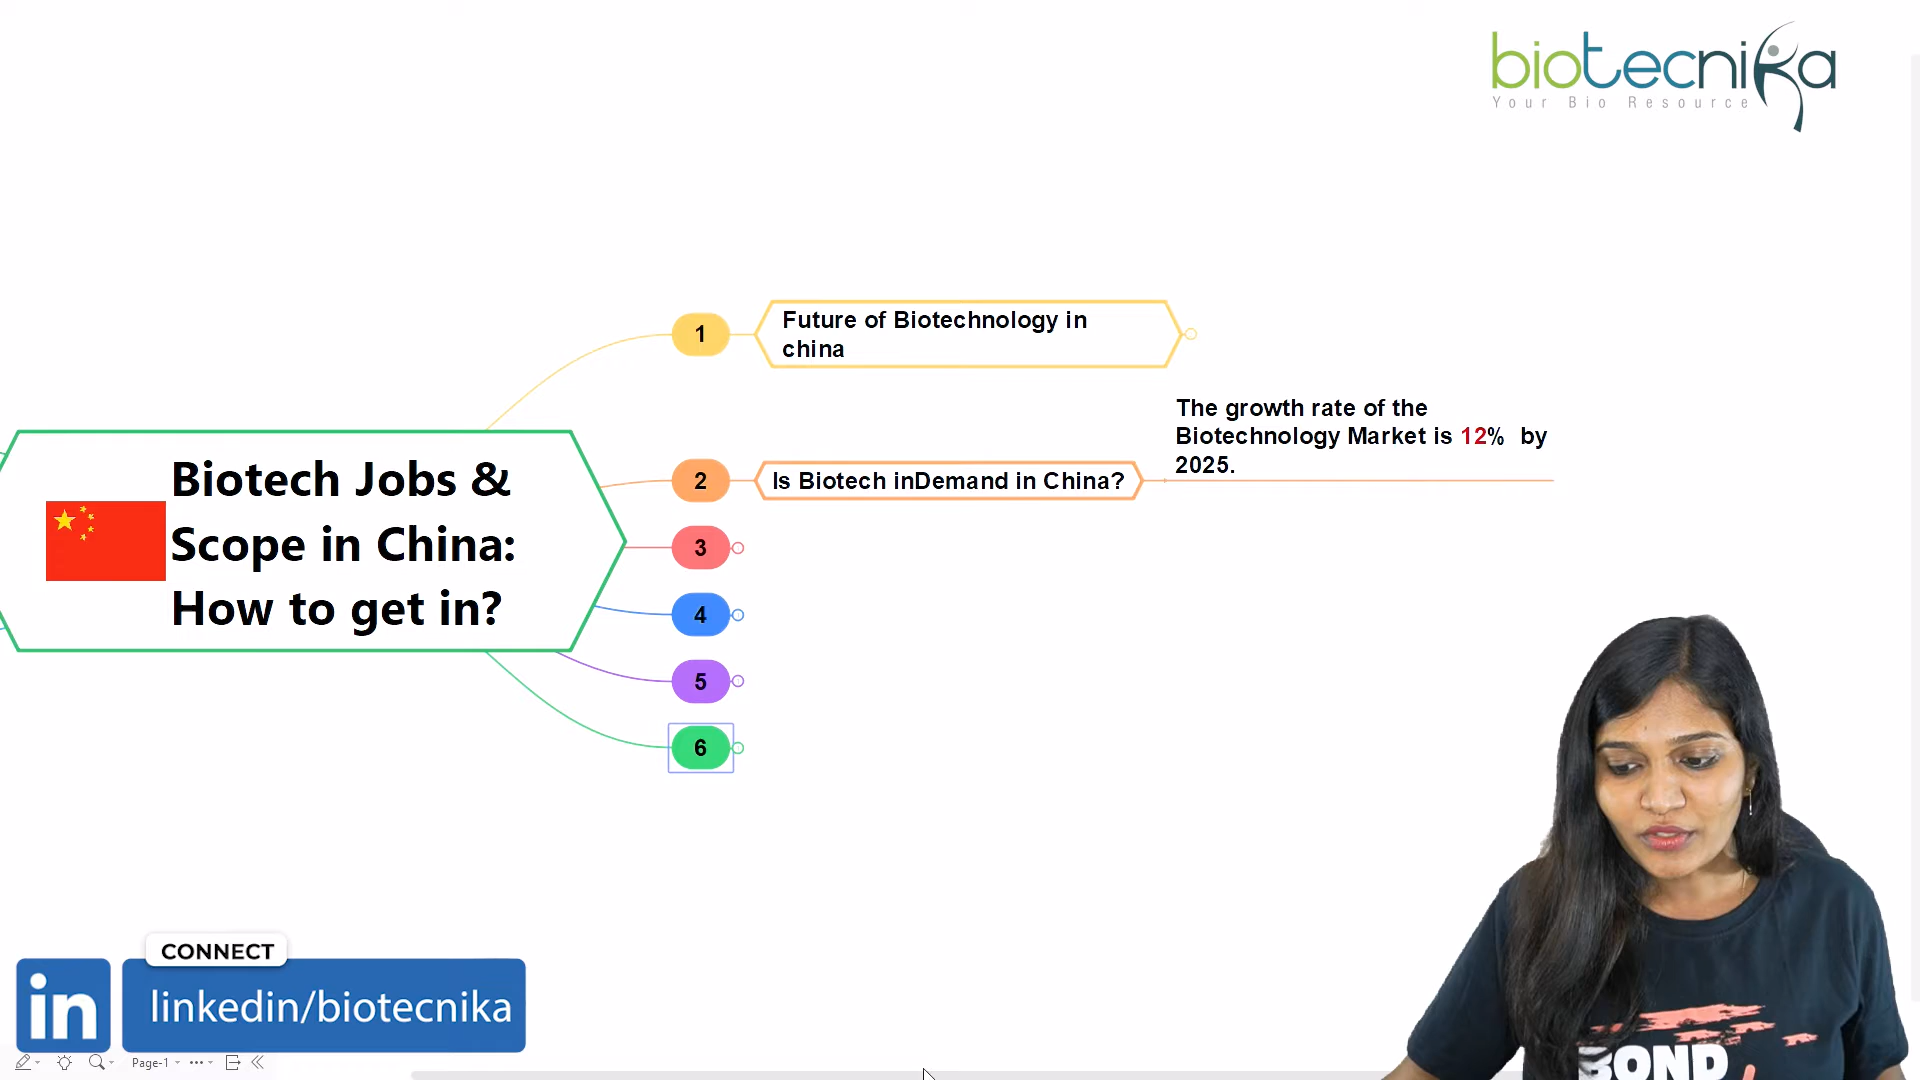 biotecnika
Your Bio Resource
1
Future of Biotechnology in
china
The growth rate of the
Biotechnology Market is 12% by
2025.
2
Is Biotech inDemand in China?
Biotech Jobs &
Scope in China:
How to get in?
3
4
5
6
CONNECT
in
linkedin/biotecnika
Page-1
BOND